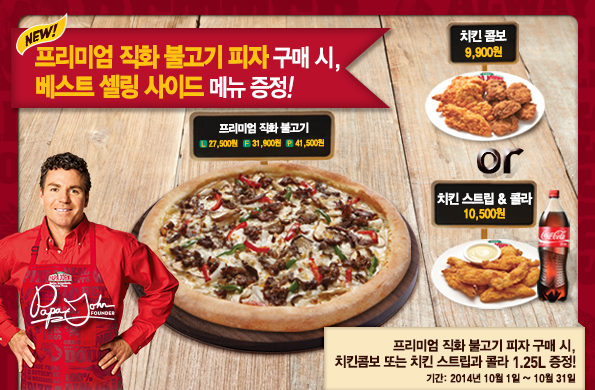 NEW!
프리미엄 직화 불고기 피자 구매 시,
베스트 셀링 사이드 메뉴 증정!
치킨 콤보
9,900원
프리미엄 직화 불고기
L 27,500원 F 31,900원 P 41,500원
or
치킨 스트립 & 콜라
10,500원
Coca-Cola
PAPA JOHN'S
Papa John
FOUNDER
프리미엄 직화 불고기 피자 구매 시,
치킨콤보 또는 치킨 스트립과 콜라 1.25L 증정!
기간: 2014년 10월 1일 ~ 10월 31일